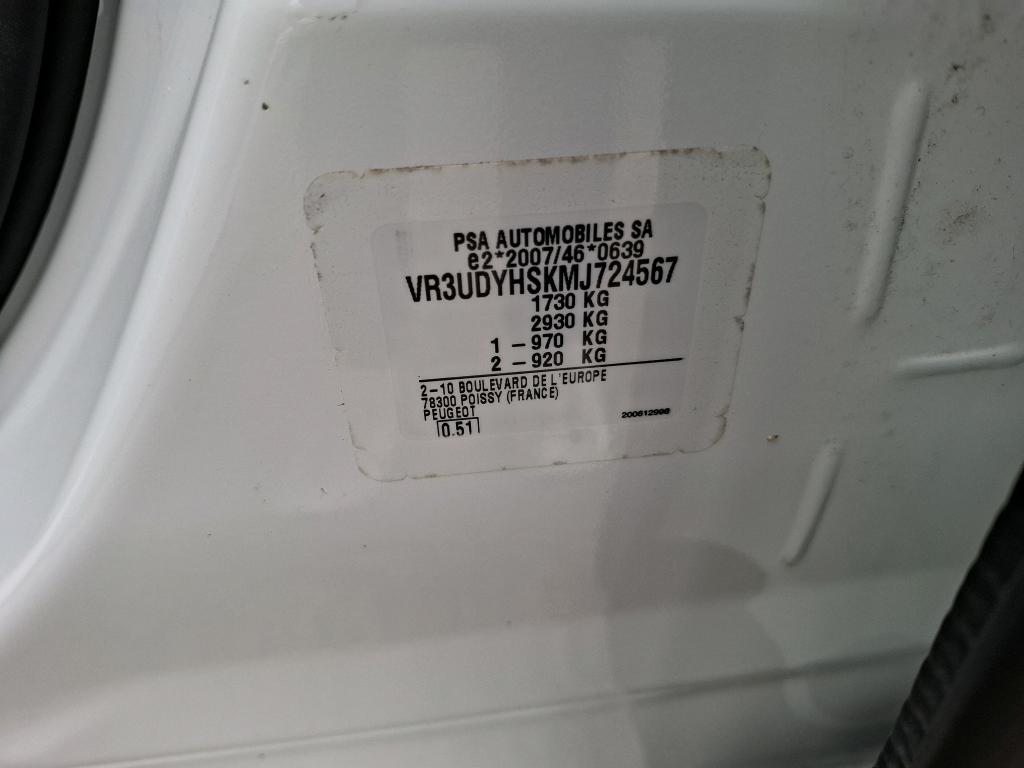 PSA AUTOMOBILES SA
e2*2007/46*0639
VR3UDYHSKMJ724567
1730 KG
2930 KG
1 – 970 KG
2 – 920 KG
2–10 BOULEVARD DE L'EUROPE
78300 POISSY (FRANCE)
PEUGEOT
0.51
200612998